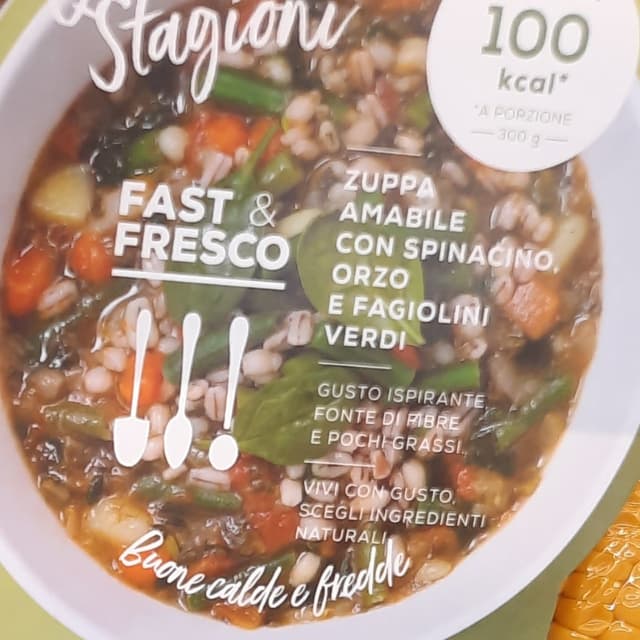 Stagioni
100
kcal*
*A PORZIONE
300 g
FAST &
FRESCO
ZUPPA
AMABILE
CON SPINACINO,
ORZO
E FAGIOLINI
VERDI
GUSTO ISPIRANTE,
FONTE DI FIBRE
E POCHI GRASSI.
VIVI CON GUSTO,
SCEGLI INGREDIENTI
NATURALI.
Buone calde e fredde